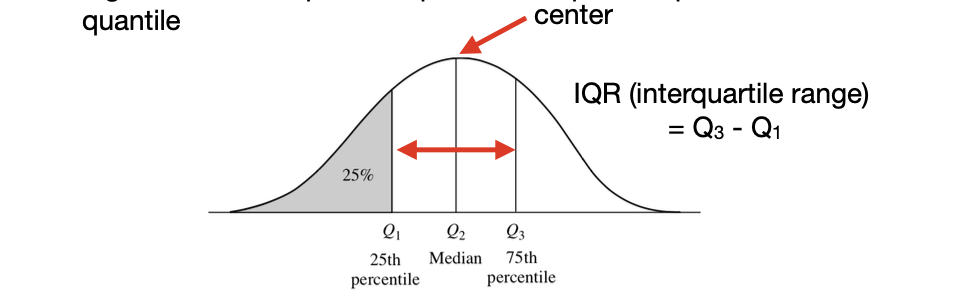 quantile
center
IQR (interquartile range)
= Q3 - Q1
25%
Q1 Q2 Q3
25th percentile
Median
75th percentile